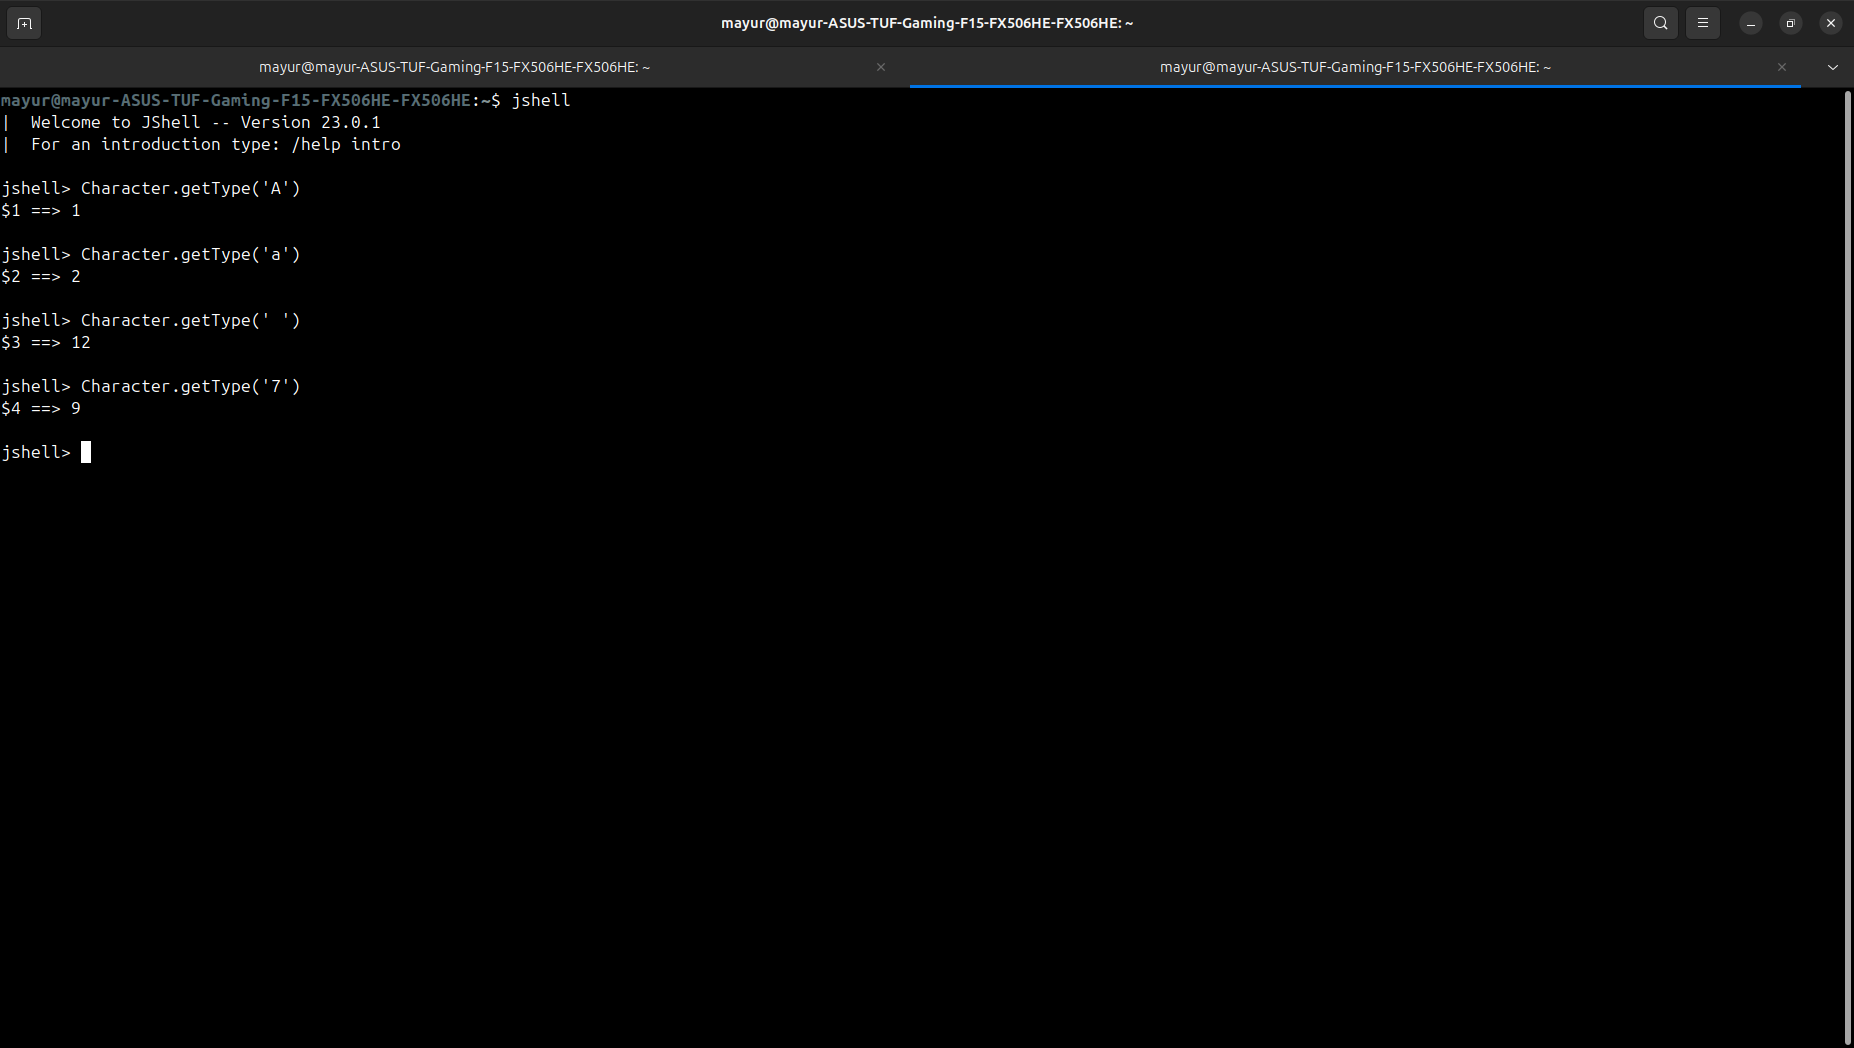 mayur@mayur-ASUS-TUF-Gaming-F15-FX506HE-FX506HE: ~
mayur@mayur-ASUS-TUF-Gaming-F15-FX506HE-FX506HE: ~
mayur@mayur-ASUS-TUF-Gaming-F15-FX506HE-FX506HE: ~
mayur@mayur-ASUS-TUF-Gaming-F15-FX506HE-FX506HE:~$ jshell
|  Welcome to JShell -- Version 23.0.1
|  For an introduction type: /help intro
jshell> Character.getType('A')
$1 ==> 1
jshell> Character.getType('a')
$2 ==> 2
jshell> Character.getType(' ')
$3 ==> 12
jshell> Character.getType('7')
$4 ==> 9
jshell>